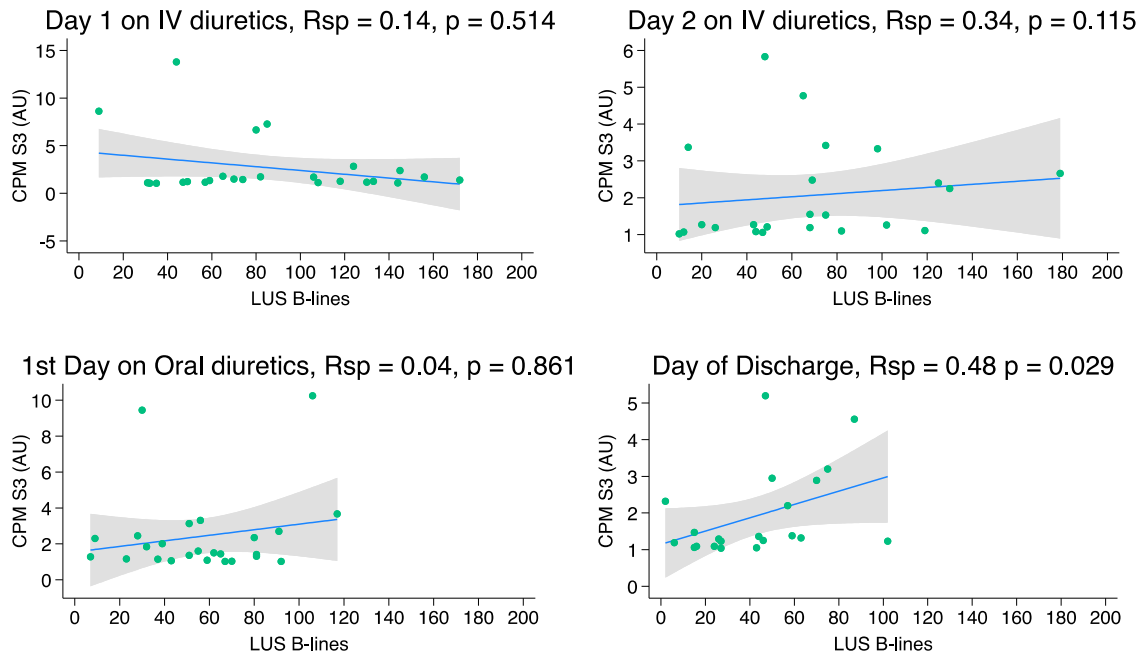 Day 1 on IV diuretics, Rsp = 0.14, p = 0.514
15
10
5
0
-5
CPM S3 (AU)
0 20 40 60 80 100 120 140 160 180 200
LUS B-lines
Day 2 on IV diuretics, Rsp = 0.34, p = 0.115
6
5
4
3
2
1
CPM S3 (AU)
0 20 40 60 80 100 120 140 160 180 200
LUS B-lines
1st Day on Oral diuretics, Rsp = 0.04, p = 0.861
10
8
6
4
2
0
CPM S3 (AU)
0 20 40 60 80 100 120 140 160 180 200
LUS B-lines
Day of Discharge, Rsp = 0.48 p = 0.029
5
4
3
2
1
0
CPM S3 (AU)
0 20 40 60 80 100 120 140 160 180 200
LUS B-lines